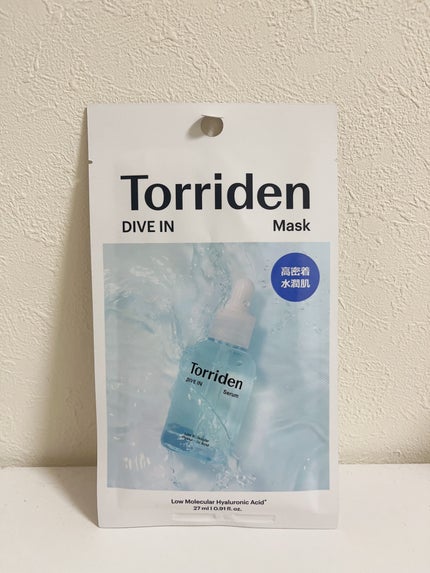 Torriden
DIVE IN Mask
高密着
水潤肌
Torriden
DIVE IN Serum
Low Molecular Hyaluronic Acid*
27 ml | 0.91 fl. oz.